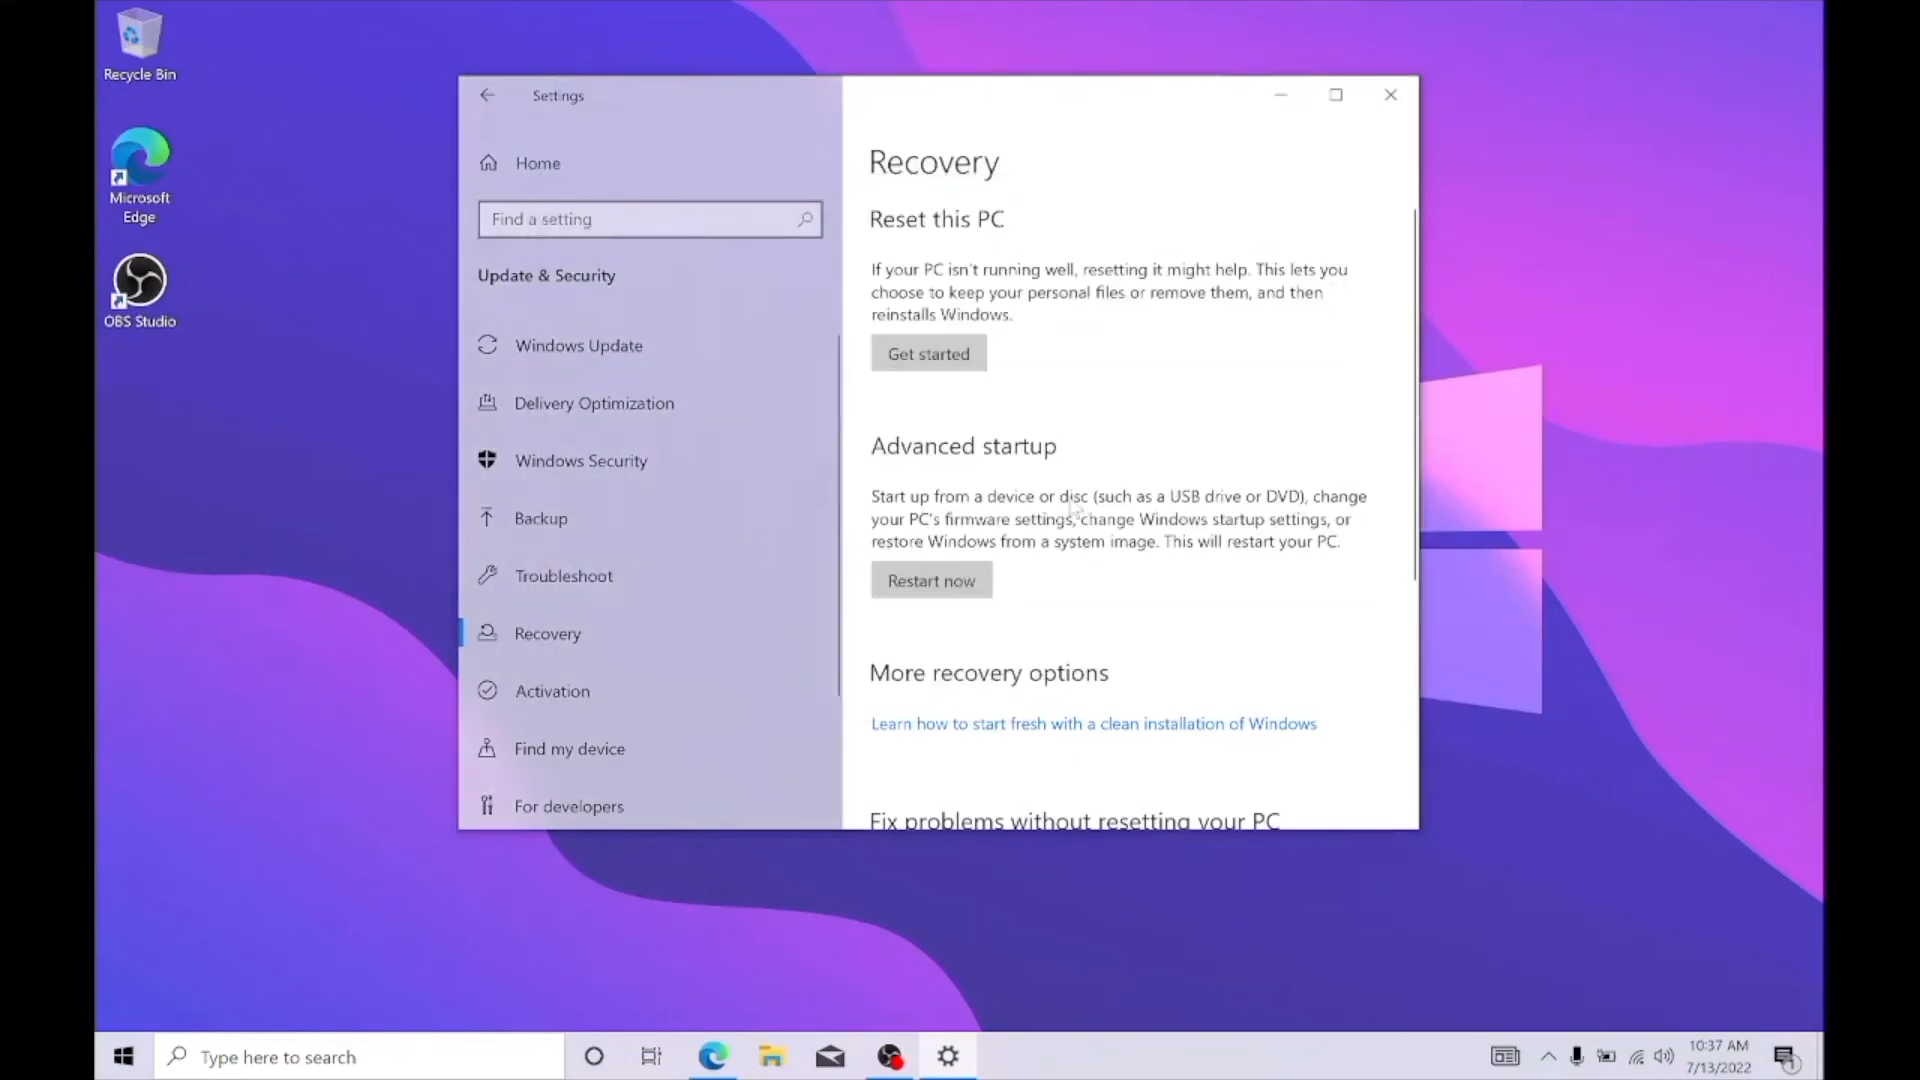 Recycle Bin
Microsoft
Edge
OBS Studio
Settings
Home
Find a setting
Update & Security
Windows Update
Delivery Optimization
Windows Security
Backup
Troubleshoot
Recovery
Activation
Find my device
For developers
Recovery
Reset this PC
If your PC isn't running well, resetting it might help. This lets you
choose to keep your personal files or remove them, and then
reinstalls Windows.
Get started
Advanced startup
Start up from a device or disc (such as a USB drive or DVD), change
your PC's firmware settings, change Windows startup settings, or
restore Windows from a system image. This will restart your PC.
Restart now
More recovery options
Learn how to start fresh with a clean installation of Windows
Fix problems without resetting your PC
Type here to search
10:37 AM
7/13/2022
1